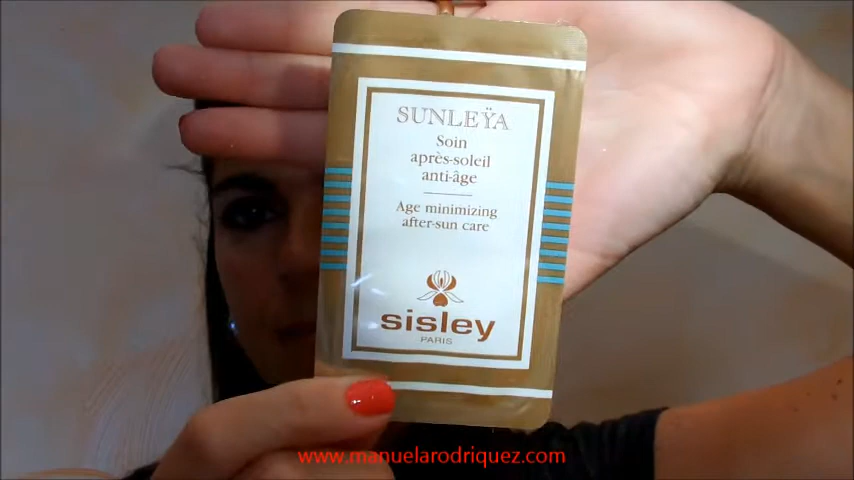 SUNLEŸA
Soin
après-soleil
anti-âge
Age minimizing
after-sun care
sisley
PARIS
www.manuelarodriquez.com